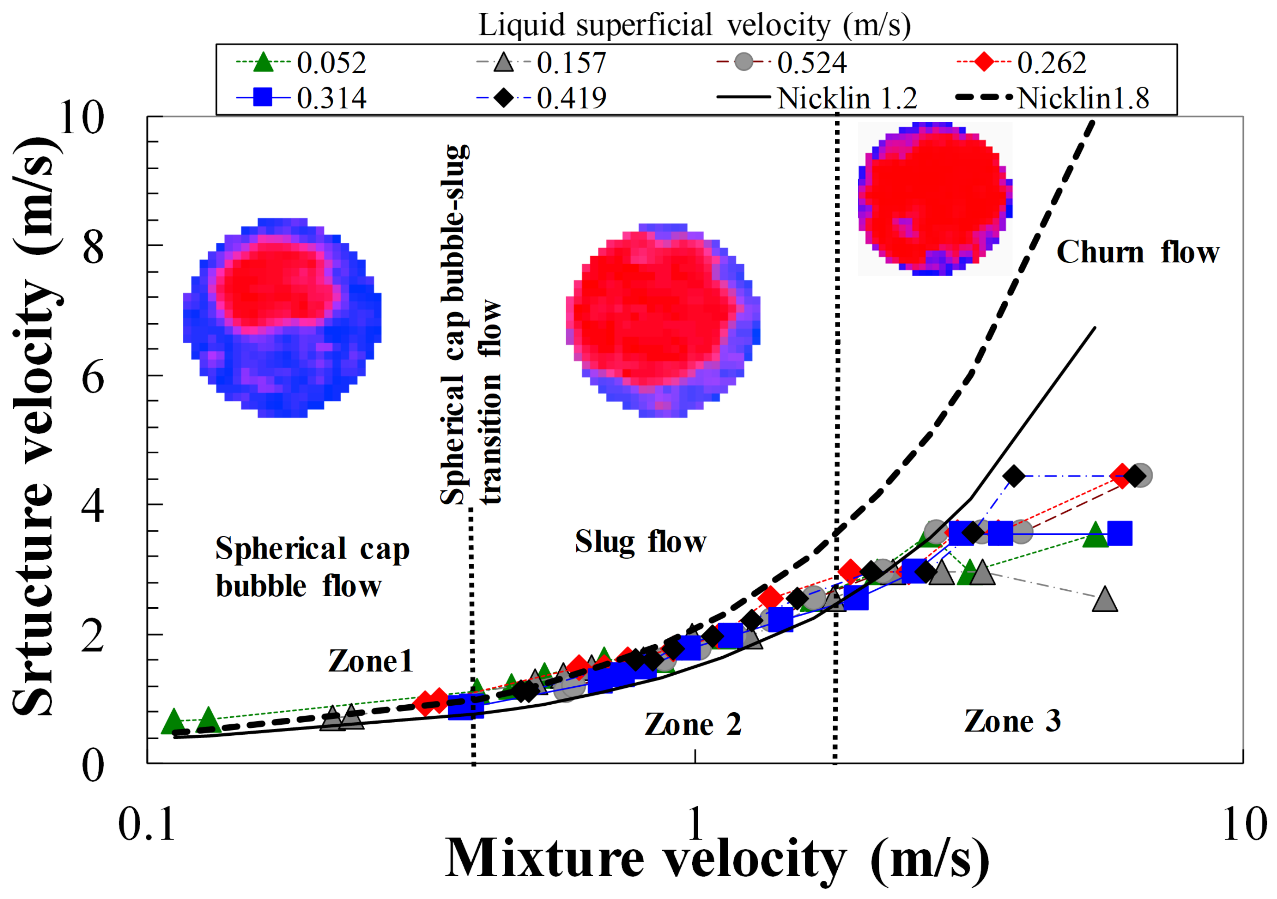 Liquid superficial velocity (m/s)
0.052 0.157 0.524 0.262
0.314 0.419 Nicklin 1.2 Nicklin1.8
10
8
6
4
2
0
Srtucture velocity (m/s)
Spherical cap bubble-slug
transition flow
Churn flow
Spherical cap
bubble flow
Slug flow
Zone1
Zone 2
Zone 3
0.1 1 10
Mixture velocity (m/s)